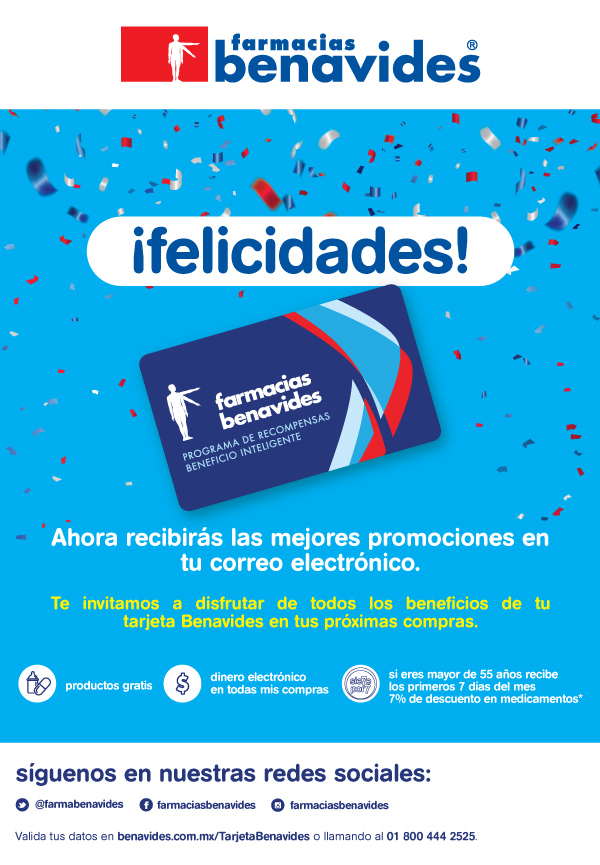 farmacias
benavides®
¡felicidades!
farmacias
benavides
PROGRAMA DE RECOMPENSAS
BENEFICIO INTELIGENTE
Ahora recibirás las mejores promociones en
tu correo electrónico.
Te invitamos a disfrutar de todos los beneficios de tu
tarjeta Benavides en tus próximas compras.
productos gratis
dinero electrónico
en todas mis compras
siete
por 7
si eres mayor de 55 años recibe
los primeros 7 días del mes
7% de descuento en medicamentos*
síguenos en nuestras redes sociales:
@farmabenavides farmaciasbenavides farmaciasbenavides
Valida tus datos en benavides.com.mx/TarjetaBenavides o llamando al 01 800 444 2525.